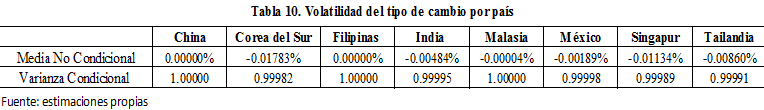 Tabla 10. Volatilidad del tipo de cambio por país
China Corea del Sur Filipinas India Malasia México Singapur Tailandia
Media No Condicional 0.00000% -0.01783% 0.00000% -0.00484% -0.00004% -0.00189% -0.01134% -0.00860%
Varianza Condicional 1.00000 0.99982 1.00000 0.99995 1.00000 0.99998 0.99989 0.99991
Fuente: estimaciones propias